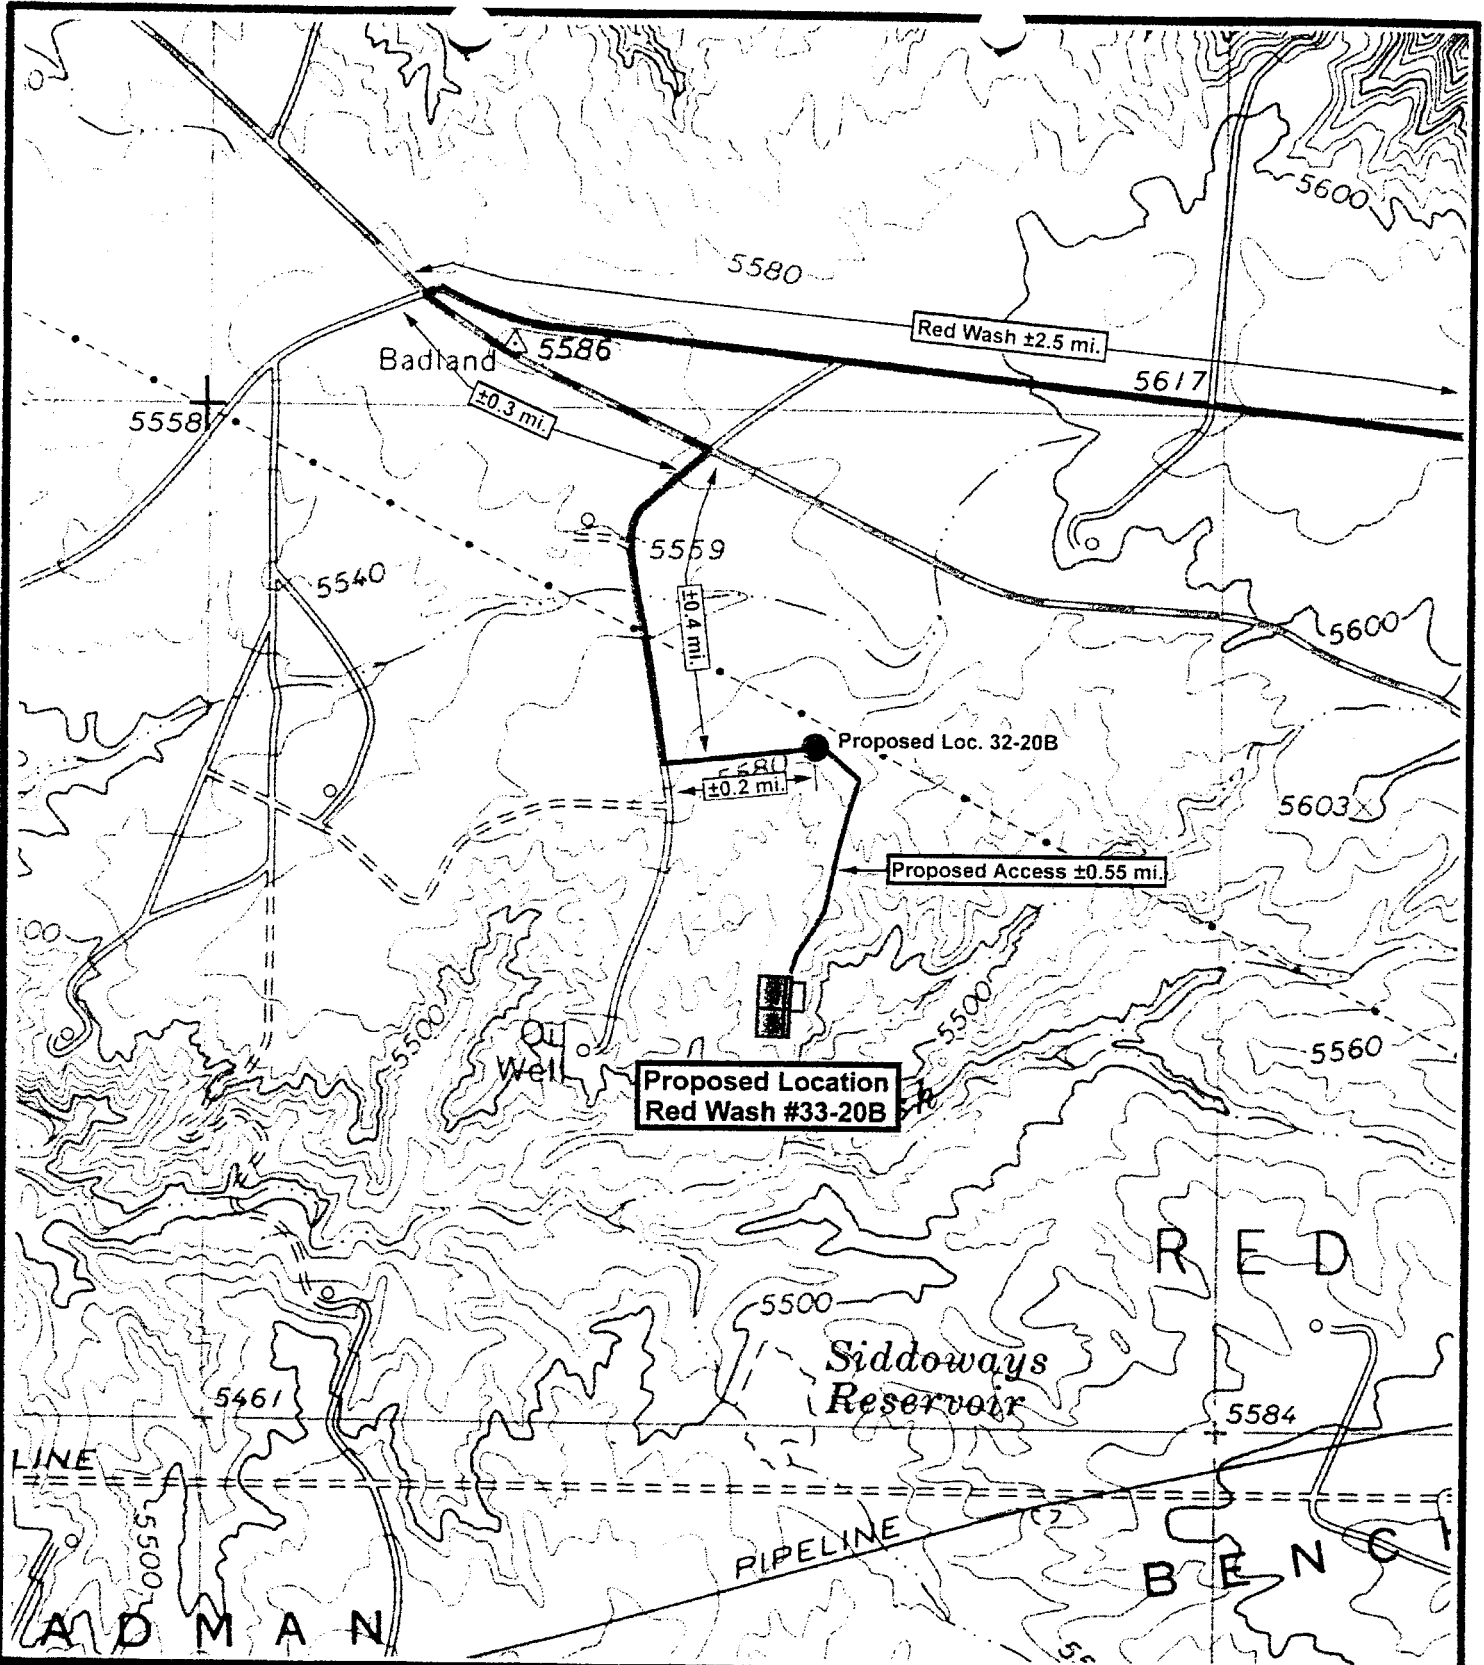 5600
5580
Red Wash ±2.5 mi.
5586
Badland
5617
±0.3 mi.
5558
5559
5540
±0.4 mi.
5600
Proposed Loc. 32-20B
±0.2 mi.
5603
Proposed Access ±0.55 mi.
00
5500
5500
Oil
Well
5560
Proposed Location
Red Wash #33-20B
RED
5500
Siddoways
Reservoir
5461
5584
LINE
5500
PIPELINE
BENC
ADMAN